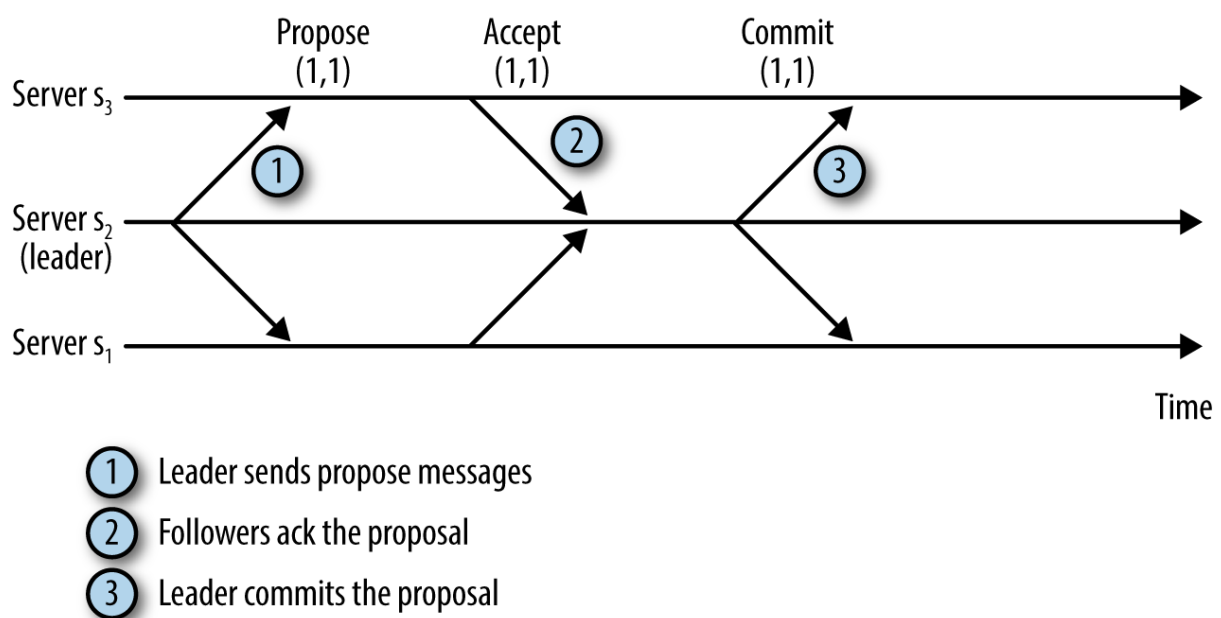 Propose Accept Commit
(1,1) (1,1) (1,1)
Server s₃
1 2 3
Server s₂
(leader)
Server s₁
Time
1 Leader sends propose messages
2 Followers ack the proposal
3 Leader commits the proposal